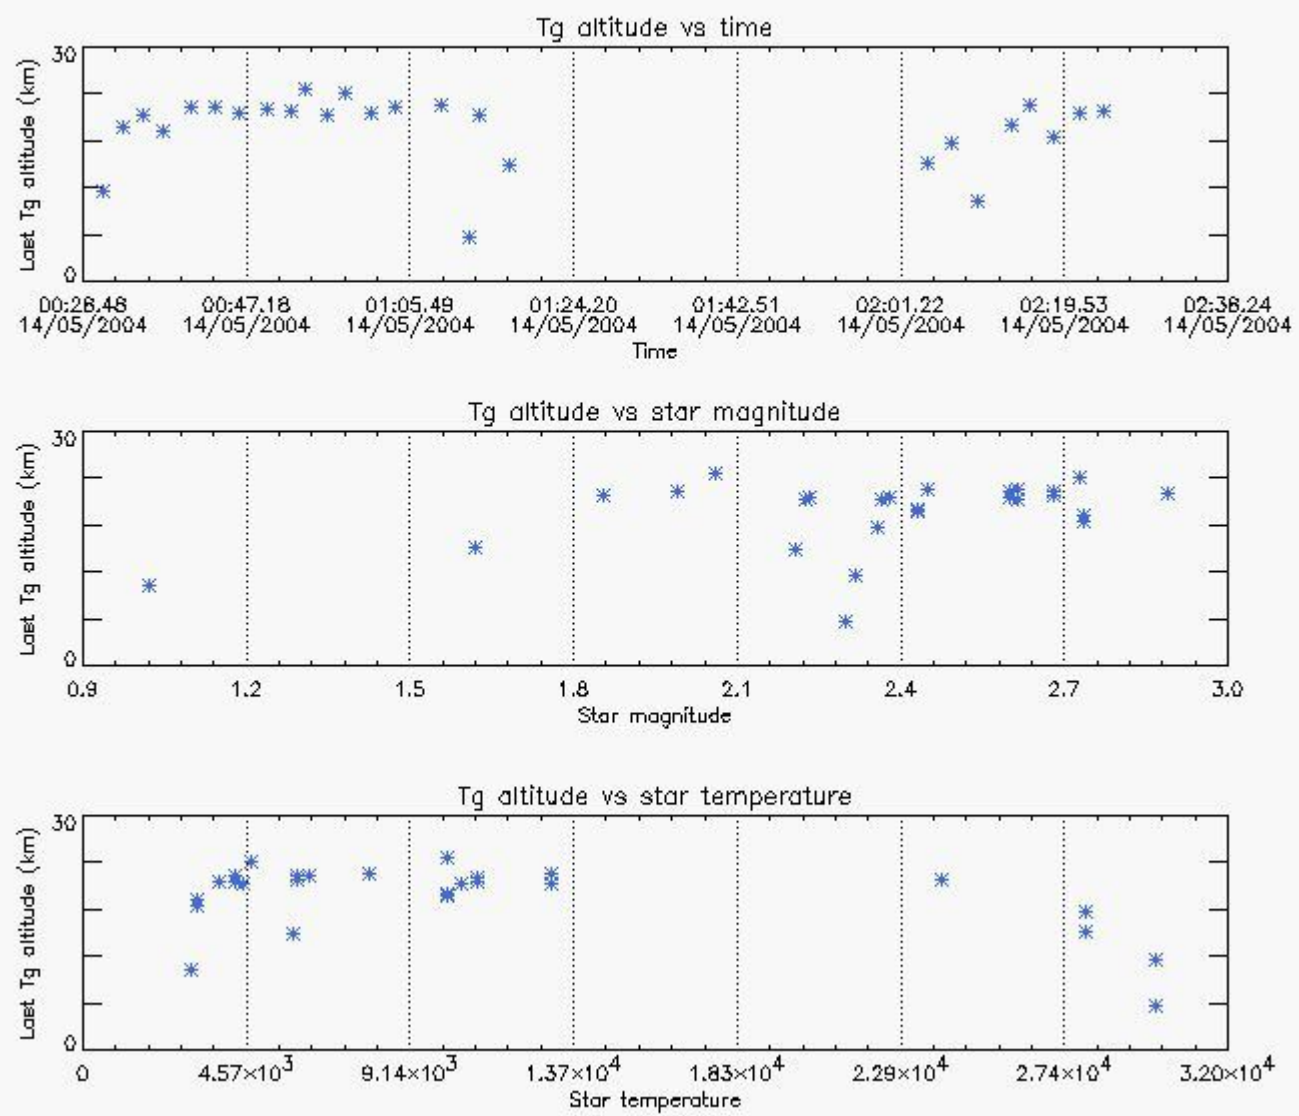 Tg altitude vs time
30
Last Tg altitude (km)
0
00:26.48 00:47.18 01:05.49 01:24.20 01:42.51 02:01.22 02:19.53 02:38.24
14/05/2004 14/05/2004 14/05/2004 14/05/2004 14/05/2004 14/05/2004 14/05/2004 14/05/2004
Time
Tg altitude vs star magnitude
30
Last Tg altitude (km)
0
0.9 1.2 1.5 1.8 2.1 2.4 2.7 3.0
Star magnitude
Tg altitude vs star temperature
30
Last Tg altitude (km)
0
0 4.57×10³ 9.14×10³ 1.37×10⁴ 1.83×10⁴ 2.29×10⁴ 2.74×10⁴ 3.20×10⁴
Star temperature